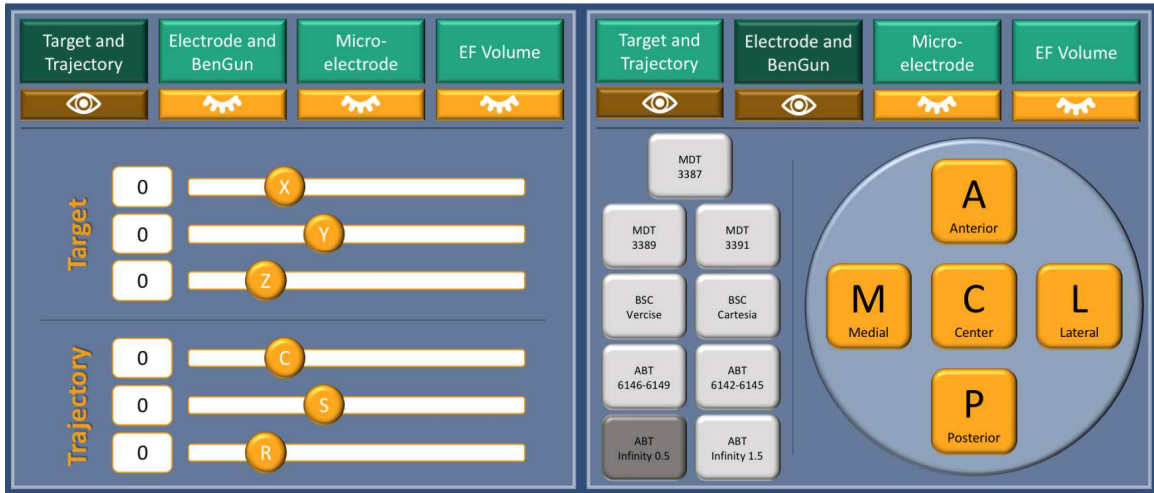 Target and
Trajectory
Electrode and
BenGun
Micro-
electrode
EF Volume
Target
0
X
0
Y
0
Z
Trajectory
0
C
0
S
0
R
Target and
Trajectory
Electrode and
BenGun
Micro-
electrode
EF Volume
MDT
3387
MDT
3389
MDT
3391
BSC
Vercise
BSC
Cartesia
ABT
6146-6149
ABT
6142-6145
ABT
Infinity 0.5
ABT
Infinity 1.5
A
Anterior
M
Medial
C
Center
L
Lateral
P
Posterior